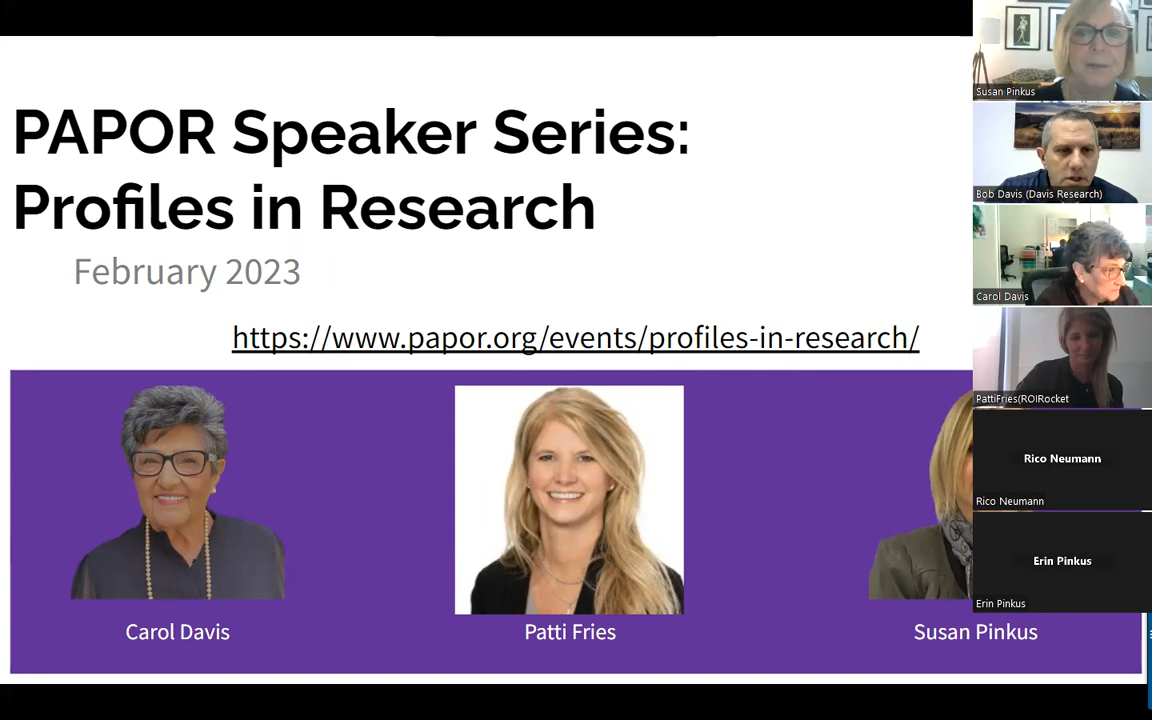 PAPOR Speaker Series:
Profiles in Research
February 2023
https://www.papor.org/events/profiles-in-research/
Carol Davis
Patti Fries
Susan Pinkus
Susan Pinkus
Bob Davis (Davis Research)
Carol Davis
PattiFries(ROIRocket
Rico Neumann
Rico Neumann
Erin Pinkus
Erin Pinkus